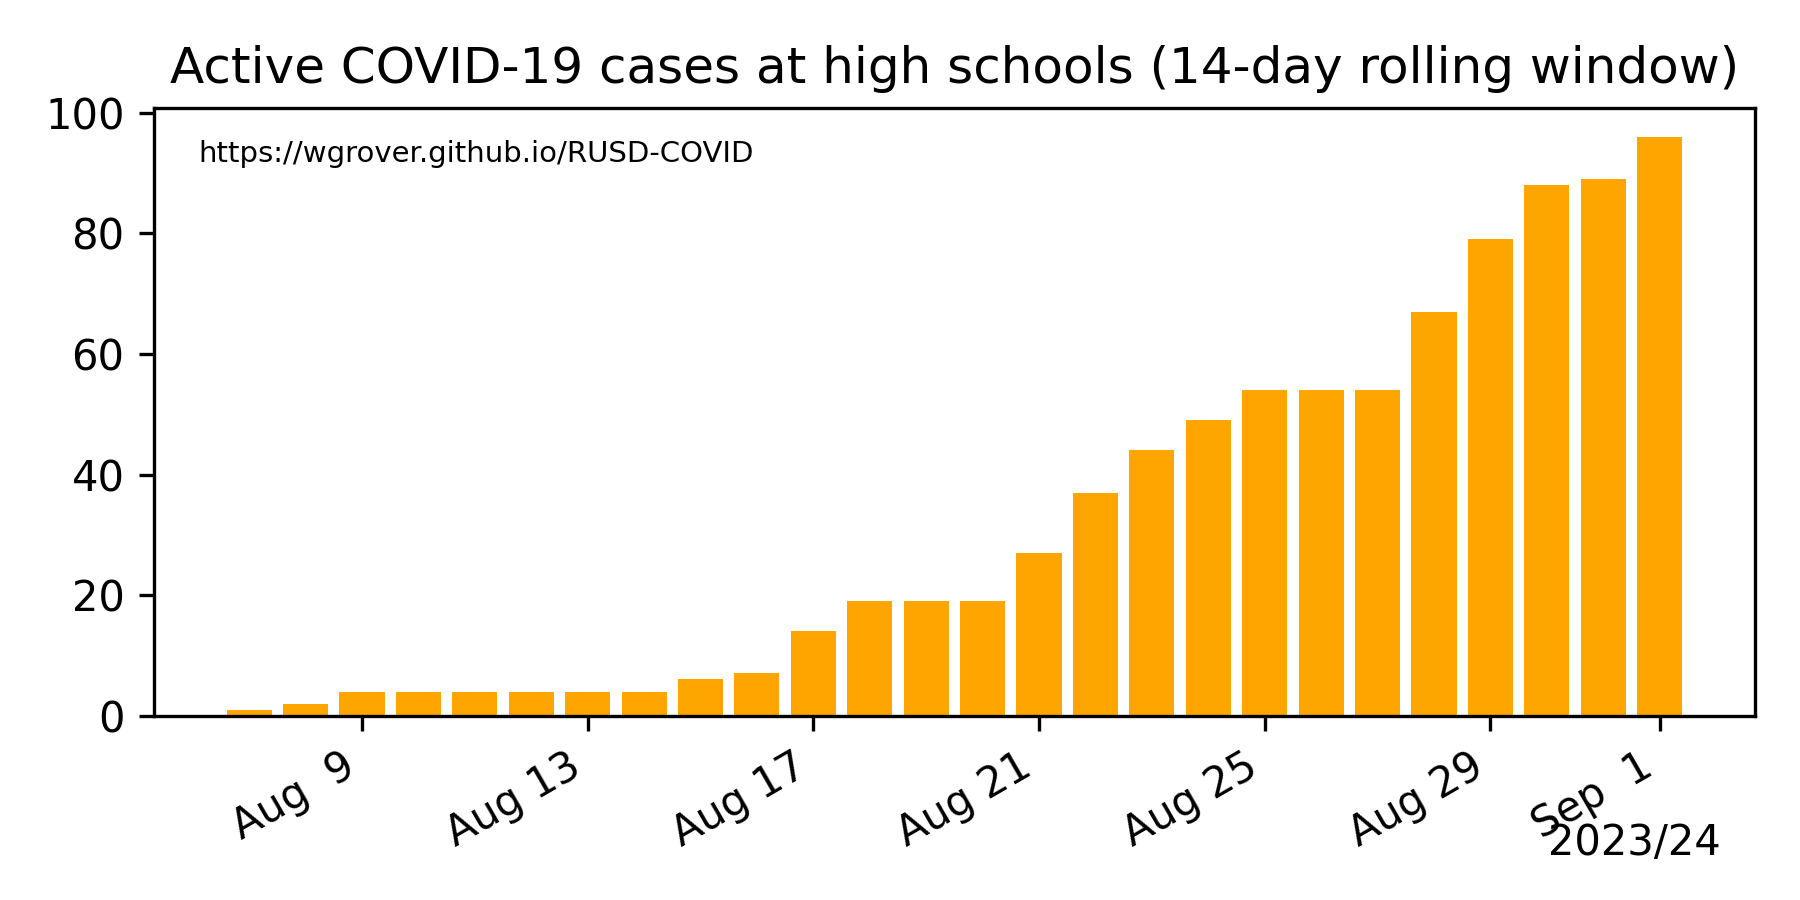 Active COVID-19 cases at high schools (14-day rolling window)
https://wgrover.github.io/RUSD-COVID
100
80
60
40
20
0
Aug 9
Aug 13
Aug 17
Aug 21
Aug 25
Aug 29
Sep 1
2023/24